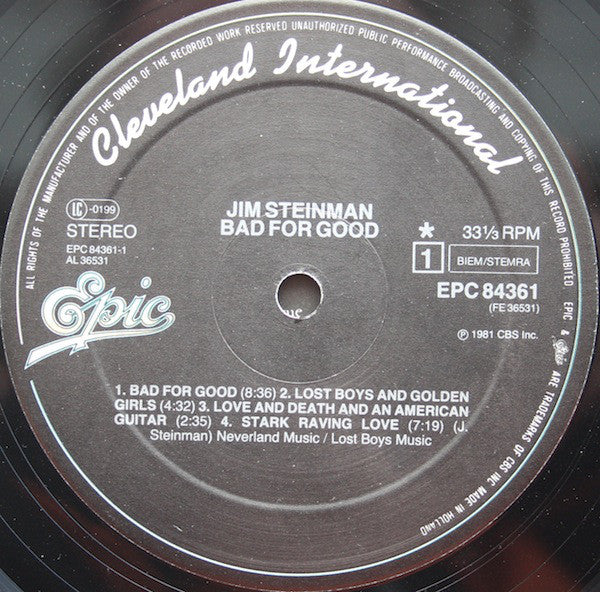 ALL RIGHTS OF THE MANUFACTURER AND OF THE OWNER OF THE RECORDED WORK RESERVED UNAUTHORIZED PUBLIC PERFORMANCE BROADCASTING AND COPYING OF THIS RECORD PROHIBITED EPIC & Epic ARE TRADEMARKS OF CBS INC MADE IN HOLLAND
Cleveland International
JIM STEINMAN
BAD FOR GOOD
LC -0199
STEREO
EPC 84361-1
AL 36531
Epic
* 33 1/3 RPM
1 BIEM/STEMRA
EPC 84361
(FE 36531)
℗ 1981 CBS Inc.
1. BAD FOR GOOD (8:36) 2. LOST BOYS AND GOLDEN
GIRLS (4:32) 3. LOVE AND DEATH AND AN AMERICAN
GUITAR (2:35) 4. STARK RAVING LOVE (7:19) (J.
Steinman) Neverland Music / Lost Boys Music